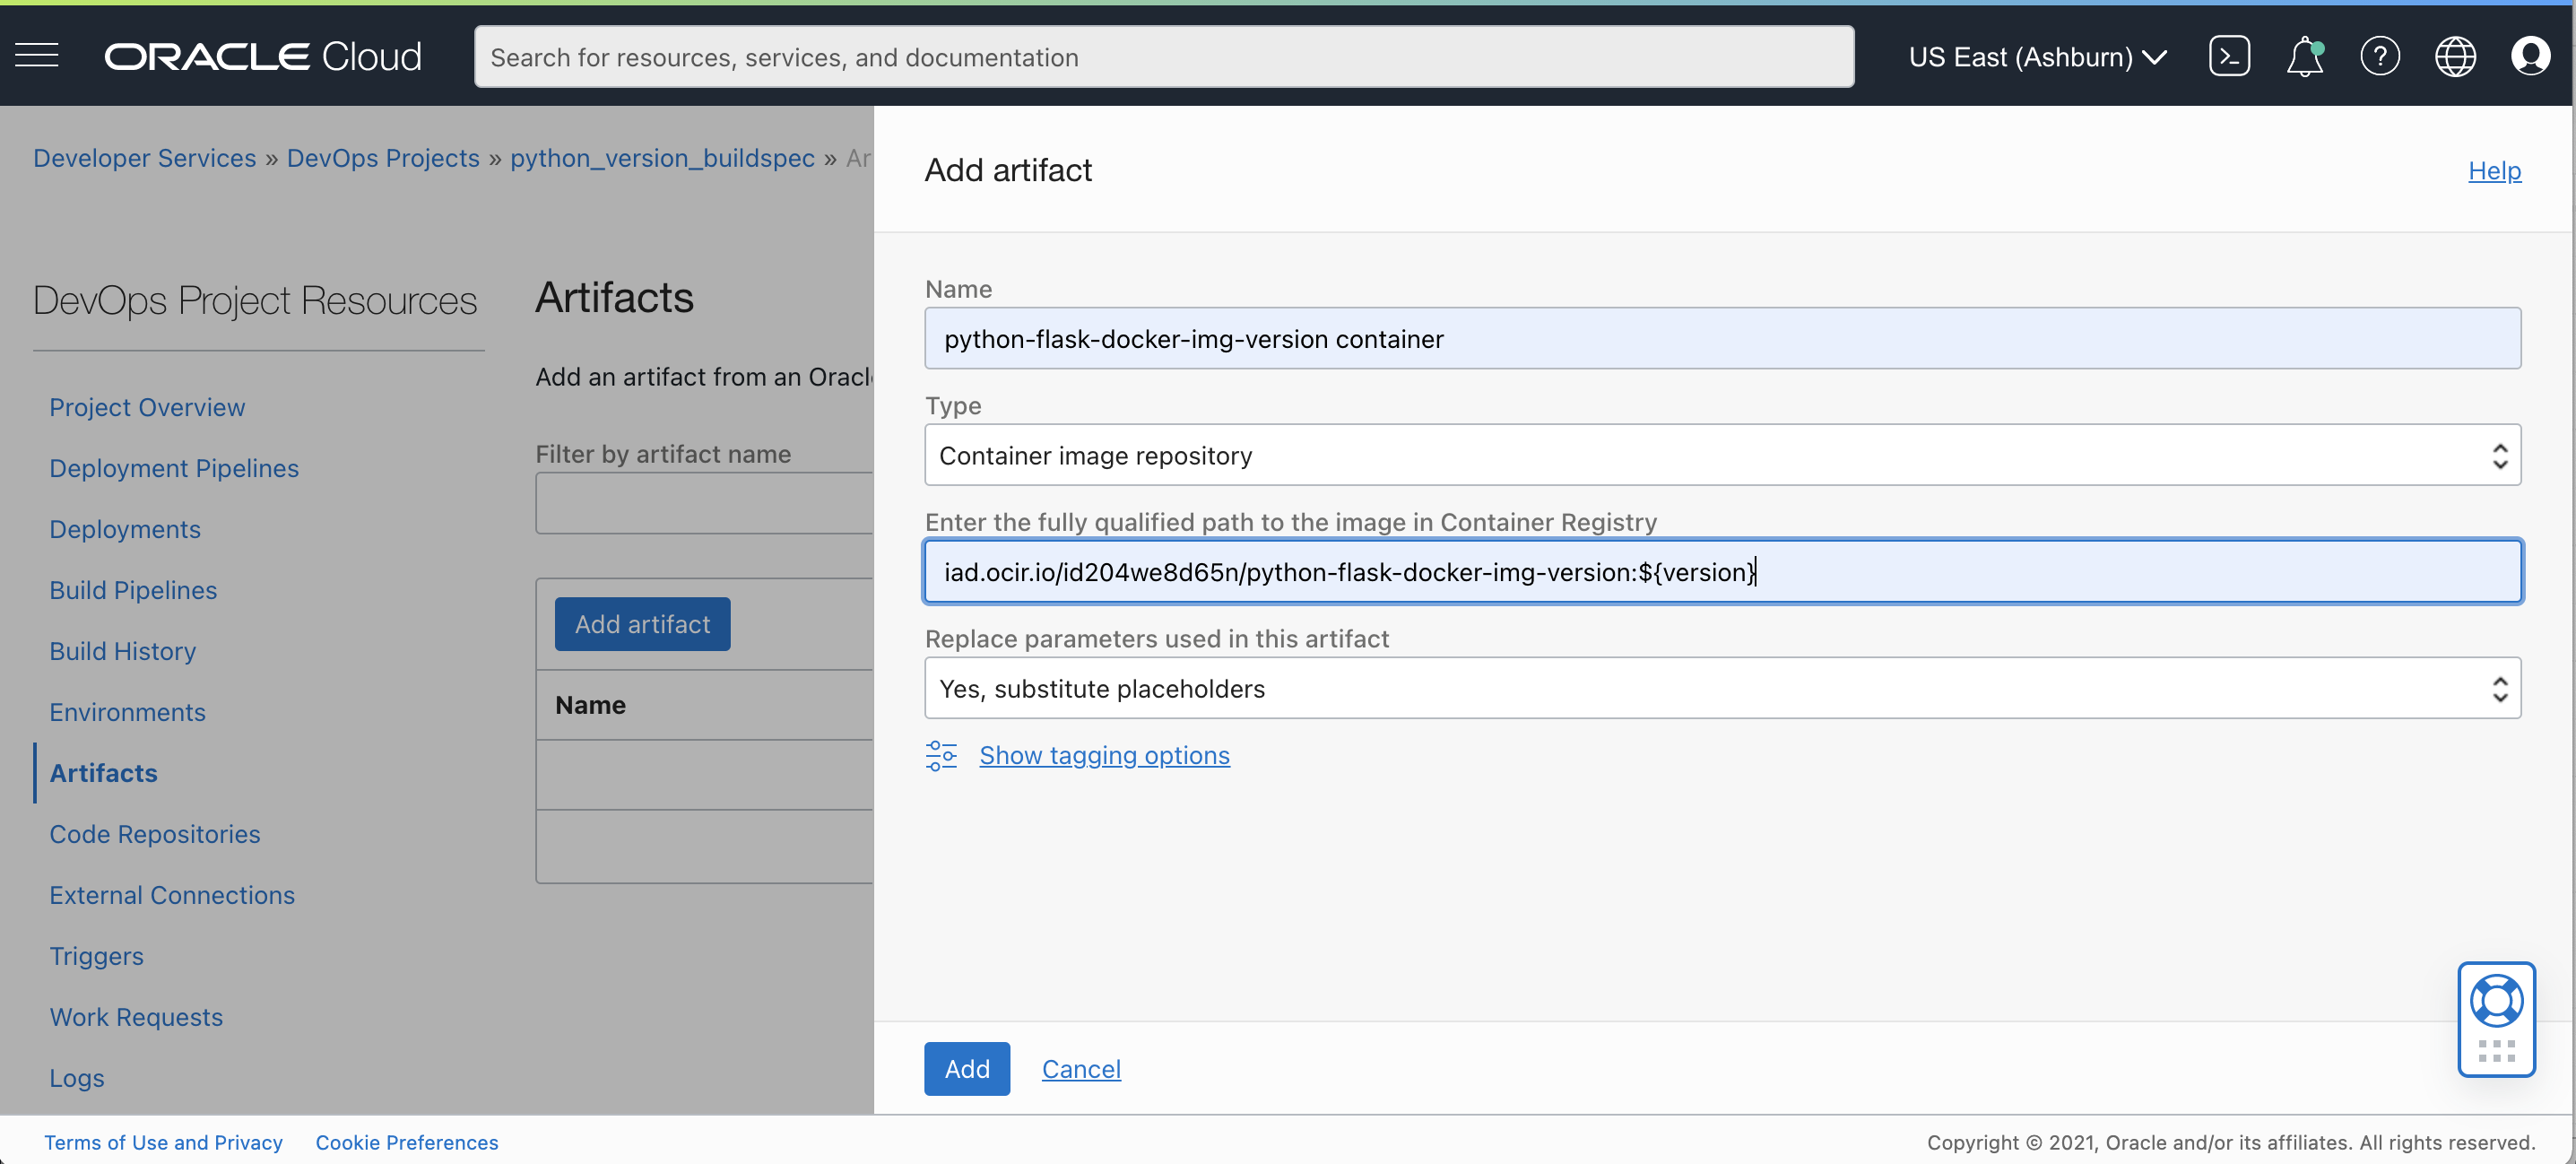 ORACLE Cloud
Search for resources, services, and documentation
US East (Ashburn)
Developer Services » DevOps Projects » python_version_buildspec » Ar
DevOps Project Resources
Project Overview
Deployment Pipelines
Deployments
Build Pipelines
Build History
Environments
Artifacts
Code Repositories
External Connections
Triggers
Work Requests
Logs
Artifacts
Add an artifact from an Oracl
Filter by artifact name
Add artifact
Name
Add artifact
Help
Name
python-flask-docker-img-version container
Type
Container image repository
Enter the fully qualified path to the image in Container Registry
iad.ocir.io/id204we8d65n/python-flask-docker-img-version:${version}
Replace parameters used in this artifact
Yes, substitute placeholders
Show tagging options
Add
Cancel
Terms of Use and Privacy
Cookie Preferences
Copyright © 2021, Oracle and/or its affiliates. All rights reserved.